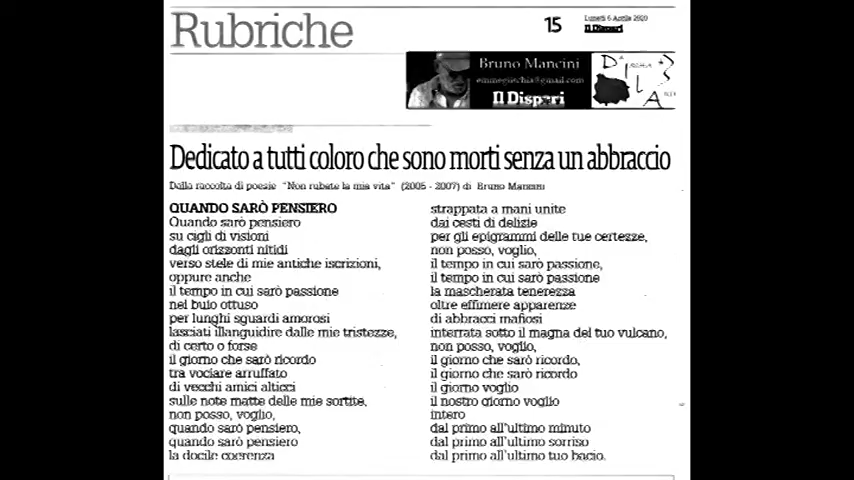 Rubriche
15
Lunedì 6 Aprile 2020
Il Dispari
Bruno Mancini
emmegiischia@gmail.com
Il Dispari
Dedicato a tutti coloro che sono morti senza un abbraccio
Dalla raccolta di poesie "Non rubate la mia vita" (2005 - 2007) di Bruno Mancini
QUANDO SARÒ PENSIERO
Quando sarò pensiero
su cigli di visioni
dagli orizzonti nitidi
verso stele di mie antiche iscrizioni,
oppure anche
il tempo in cui sarò passione
nel buio ottuso
per lunghi sguardi amorosi
lasciati illanguidire dalle mie tristezze,
di certo o forse
il giorno che sarò ricordo
tra vociare arruffato
di vecchi amici alticci
sulle note matte delle mie sortite,
non posso, voglio,
quando sarò pensiero,
quando sarò pensiero
la docile coerenza
strappata a mani unite
dai cesti di delizie
per gli epigrammi delle tue certezze,
non posso, voglio,
il tempo in cui sarò passione,
il tempo in cui sarò passione
la mascherata tenerezza
oltre effimere apparenze
di abbracci mafiosi
interrata sotto il magna del tuo vulcano,
non posso, voglio,
il giorno che sarò ricordo,
il giorno che sarò ricordo
il giorno voglio
il nostro giorno voglio
intero
dal primo all'ultimo minuto
dal primo all'ultimo sorriso
dal primo all'ultimo tuo bacio.